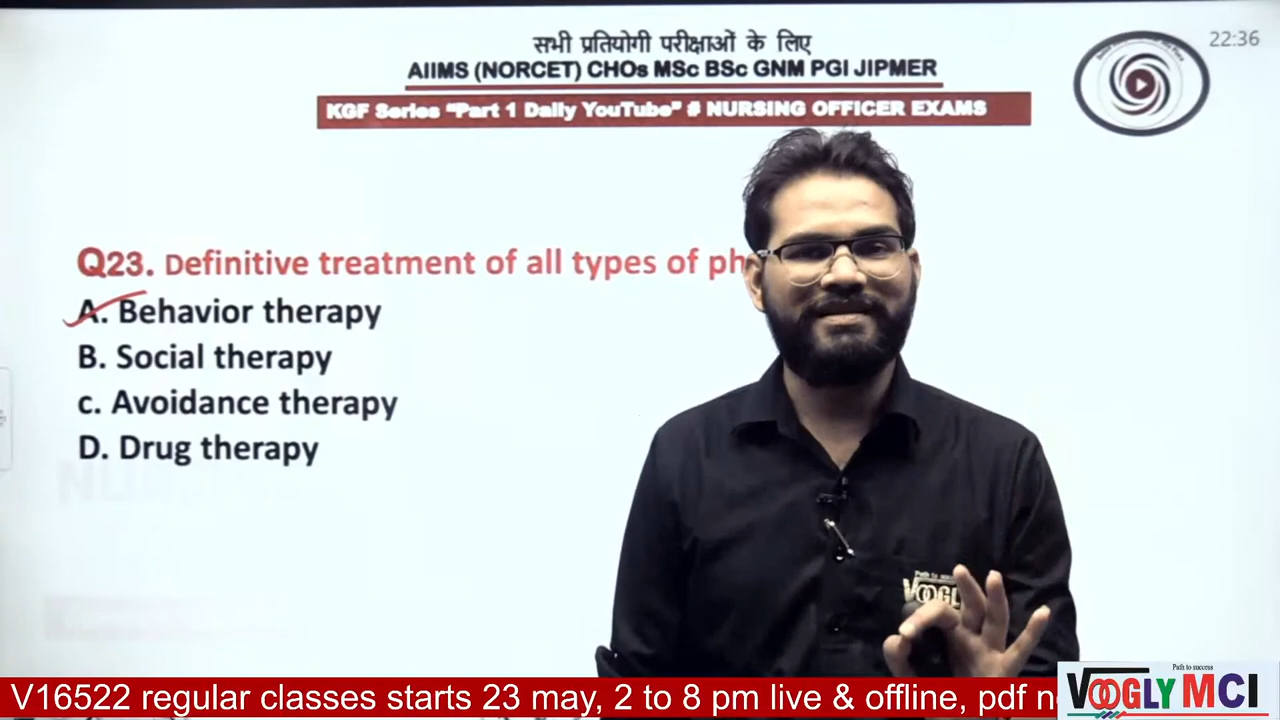 सभी प्रतियोगी परीक्षाओं के लिए
22:36
AIIMS (NORCET) CHOs MSc BSc GNM PGI JIPMER
KGF Series "Part 1 Daily YouTube" # NURSING OFFICER EXAMS
Q23. Definitive treatment of all types of ph
A. Behavior therapy
B. Social therapy
c. Avoidance therapy
D. Drug therapy
VOOGL
V16522 regular classes starts 23 may, 2 to 8 pm live & offline, pdf n
Path to success
VOOGLY MCI